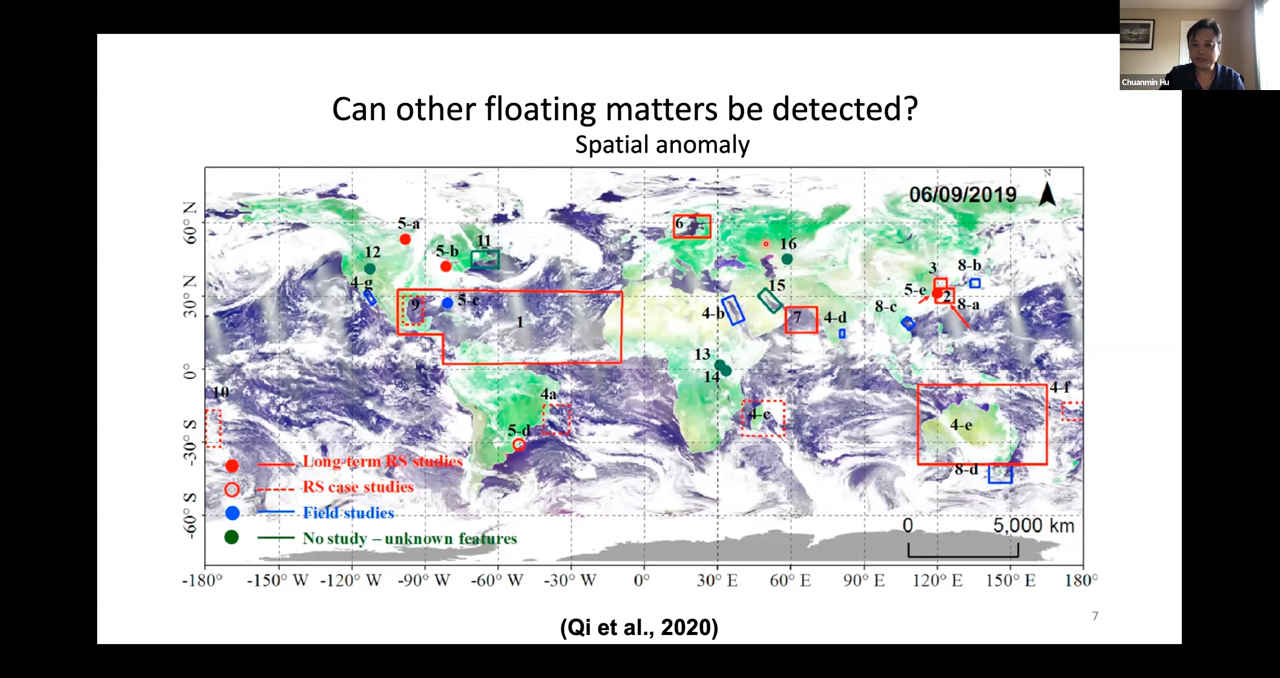 Chuanmin Hu
Can other floating matters be detected?
Spatial anomaly
06/09/2019
N
60° N
30° N
0°
-30° S
-60° S
5-a
12
5-b
11
4-g
9
5-c
1
6
16
15
4-b
7
4-d
3
8-b
5-e
2
8-a
8-c
13
14
10
4a
5-d
4-c
4-e
4-f
8-d
Long-term RS studies
RS case studies
Field studies
No study – unknown features
0 5,000 km
-180° -150° W -120° W -90° W -60° W -30° W 0° 30° E 60° E 90° E 120° E 150° E 180°
7
(Qi et al., 2020)